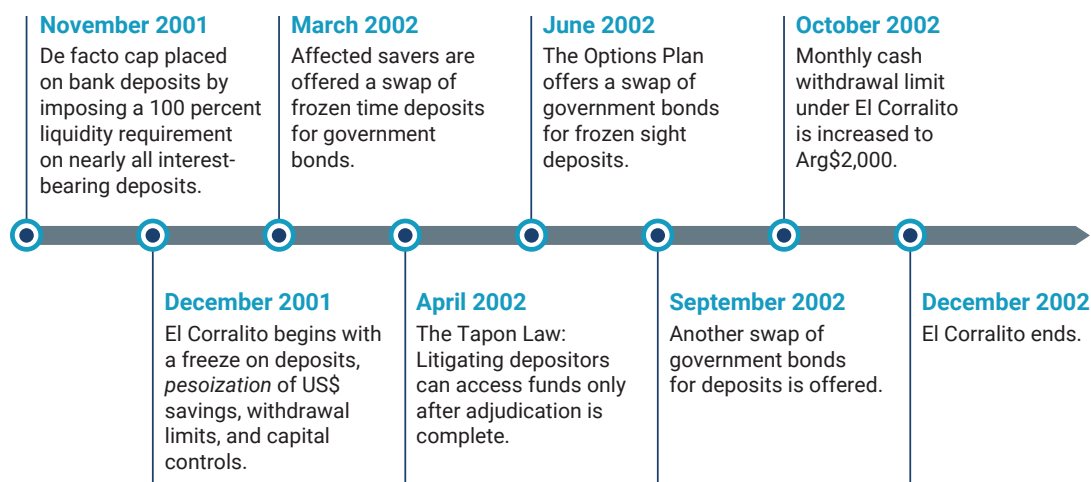 November 2001
De facto cap placed
on bank deposits by
imposing a 100 percent
liquidity requirement
on nearly all interest-
bearing deposits.
December 2001
El Corralito begins with
a freeze on deposits,
pesoization of US$
savings, withdrawal
limits, and capital
controls.
March 2002
Affected savers are
offered a swap of
frozen time deposits
for government
bonds.
April 2002
The Tapon Law:
Litigating depositors
can access funds only
after adjudication is
complete.
June 2002
The Options Plan
offers a swap of
government bonds
for frozen sight
deposits.
September 2002
Another swap of
government bonds
for deposits is offered.
October 2002
Monthly cash
withdrawal limit
under El Corralito
is increased to
Arg$2,000.
December 2002
El Corralito ends.